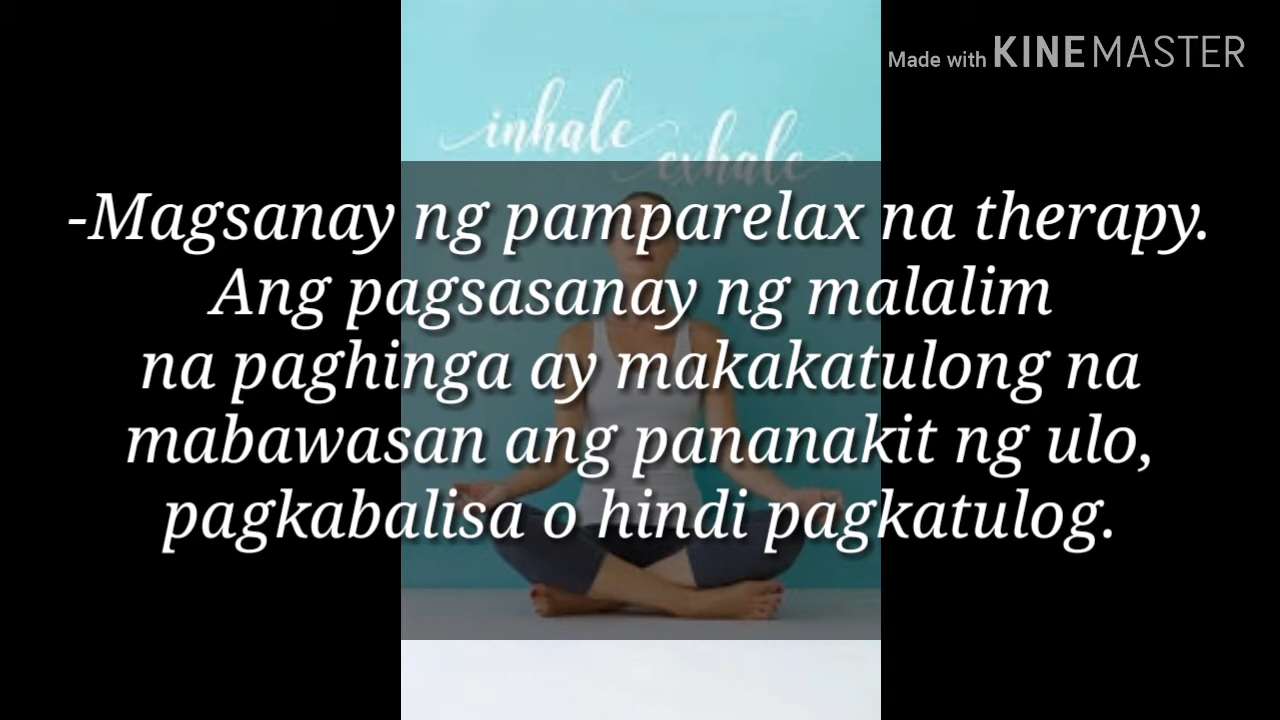 Made with KINEMASTER
inhale
exhale
-Magsanay ng pamparelax na therapy.
Ang pagsasanay ng malalim
na paghinga ay makakatulong na
mabawasan ang pananakit ng ulo,
pagkabalisa o hindi pagkatulog.